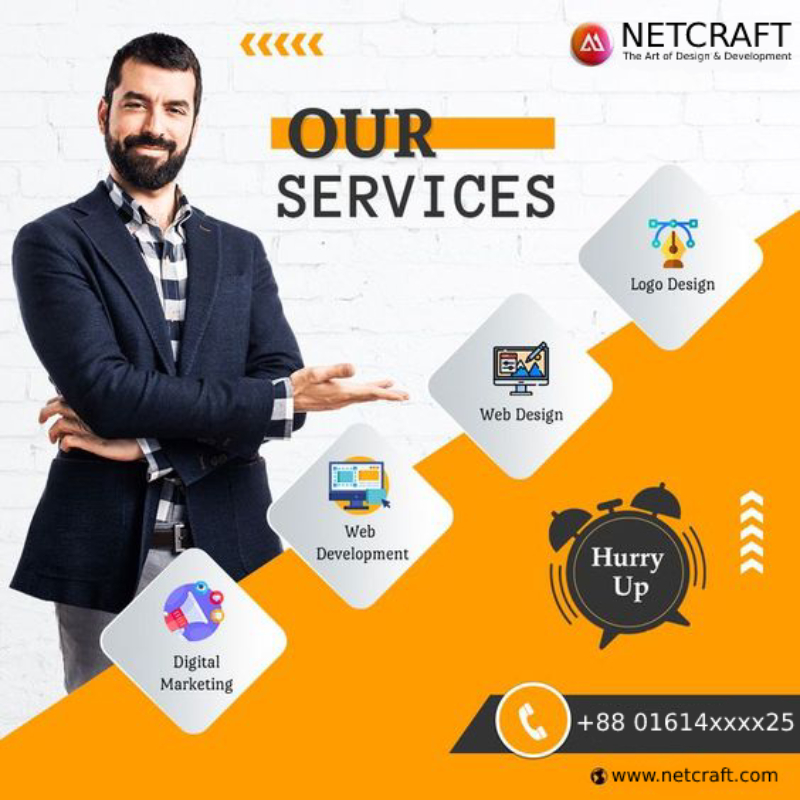 NETCRAFT
The Art of Design & Development
OUR
SERVICES
Logo Design
Web Design
Web
Development
Digital
Marketing
Hurry
Up
+88 01614xxxx25
www.netcraft.com